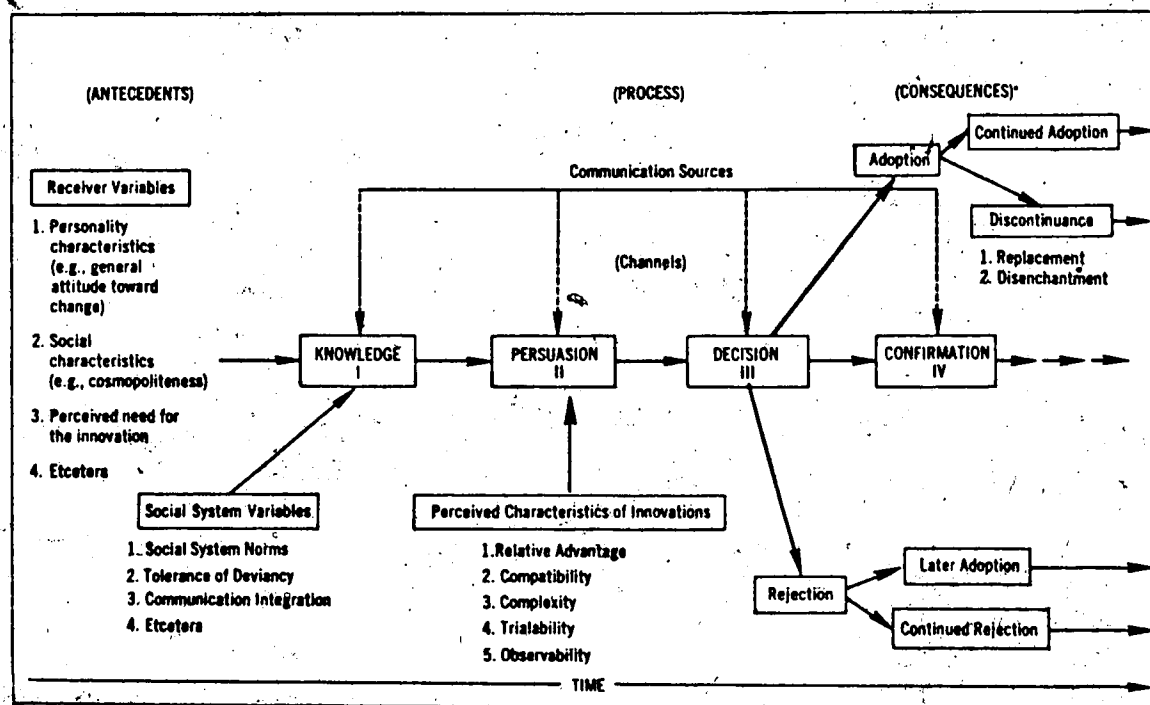 (ANTECEDENTS)
(PROCESS)
(CONSEQUENCES)
Continued Adoption
Adoption
Communication Sources
Receiver Variables
Discontinuance
1. Personality
characteristics
(e.g., general
attitude toward
change)
1. Replacement
2. Disenchantment
(Channels)
2. Social
characteristics
(e.g., cosmopoliteness)
KNOWLEDGE
I
PERSUASION
II
DECISION
III
CONFIRMATION
IV
3. Perceived need for
the innovation
4. Etcetera
Social System Variables
1. Social System Norms
2. Tolerance of Deviancy
3. Communication Integration
4. Etcetera
Perceived Characteristics of Innovations
1. Relative Advantage
2. Compatibility
3. Complexity
4. Trialability
5. Observability
Rejection
Later Adoption
Continued Rejection
TIME